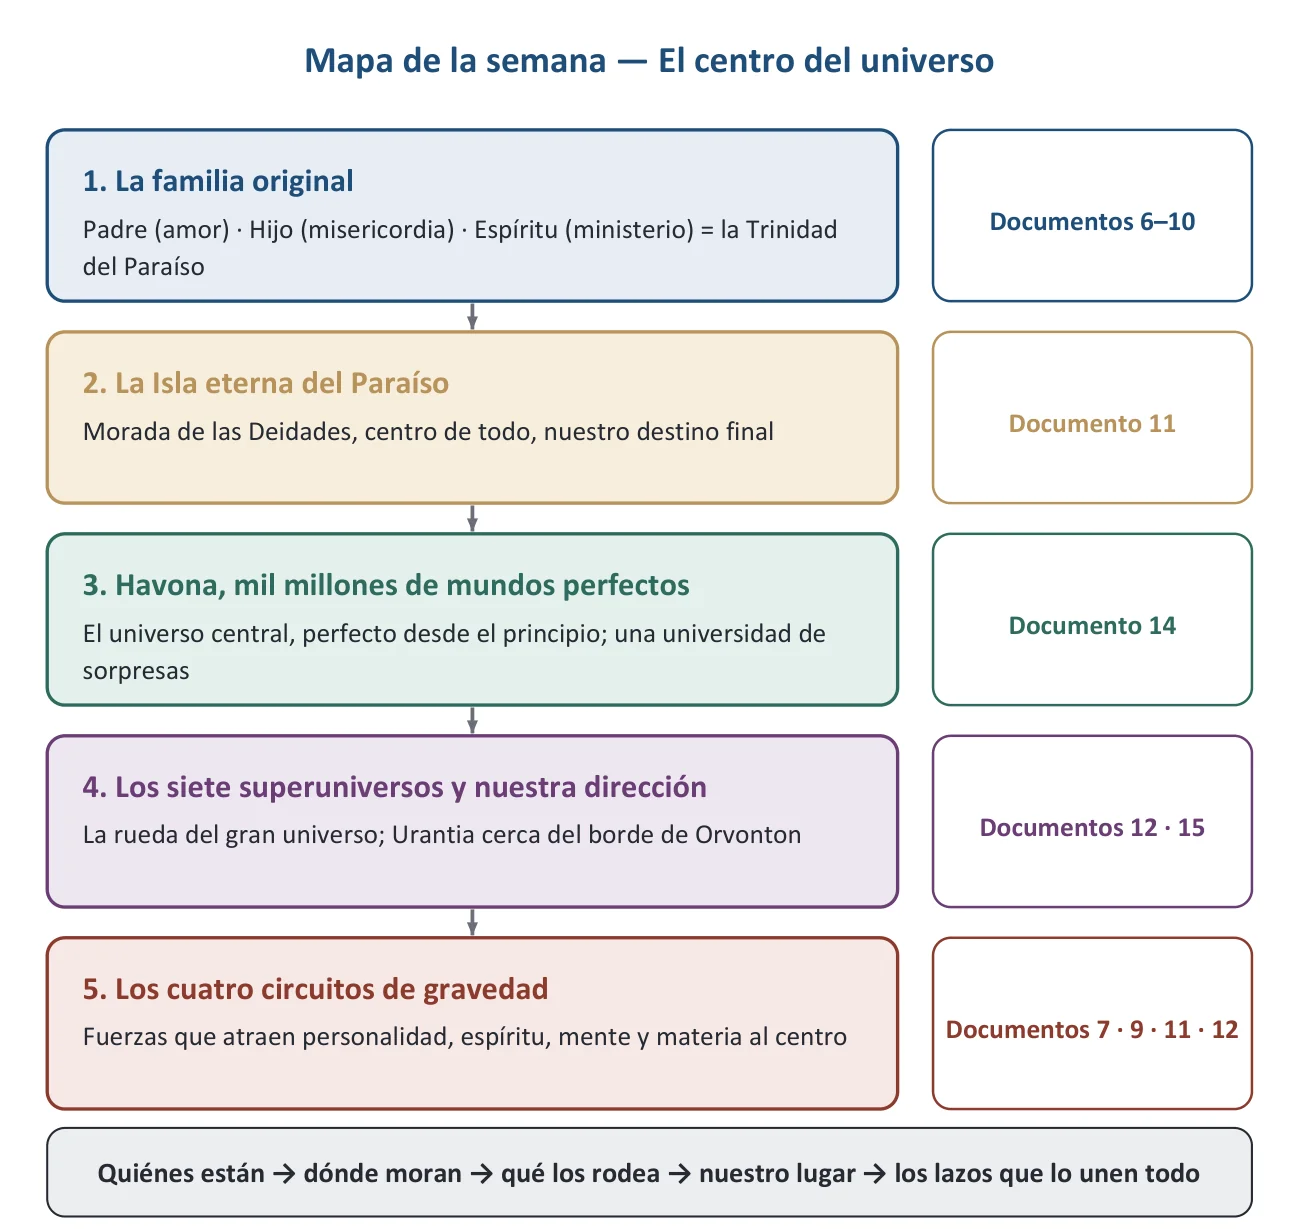 Mapa de la semana — El centro del universo
1. La familia original
Padre (amor) · Hijo (misericordia) · Espíritu (ministerio) = la Trinidad
del Paraíso
Documentos 6–10
2. La Isla eterna del Paraíso
Morada de las Deidades, centro de todo, nuestro destino final
Documento 11
3. Havona, mil millones de mundos perfectos
El universo central, perfecto desde el principio; una universidad de
sorpresas
Documento 14
4. Los siete superuniversos y nuestra dirección
La rueda del gran universo; Urantia cerca del borde de Orvonton
Documentos 12 · 15
5. Los cuatro circuitos de gravedad
Fuerzas que atraen personalidad, espíritu, mente y materia al centro
Documentos 7 · 9 · 11 · 12
Quiénes están → dónde moran → qué los rodea → nuestro lugar → los lazos que lo unen todo